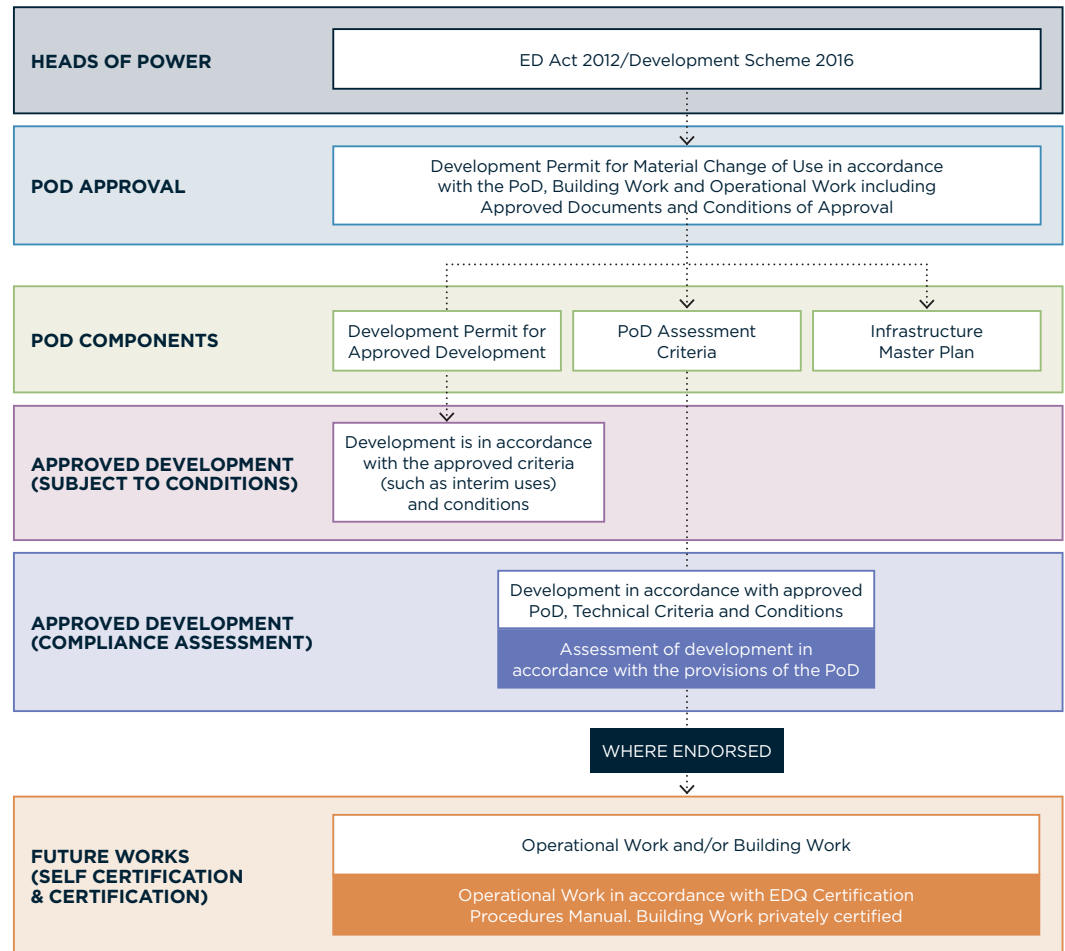 HEADS OF POWER
ED Act 2012/Development Scheme 2016
POD APPROVAL
Development Permit for Material Change of Use in accordance
with the PoD, Building Work and Operational Work including
Approved Documents and Conditions of Approval
POD COMPONENTS
Development Permit for
Approved Development
PoD Assessment
Criteria
Infrastructure
Master Plan
APPROVED DEVELOPMENT
(SUBJECT TO CONDITIONS)
Development is in accordance
with the approved criteria
(such as interim uses)
and conditions
APPROVED DEVELOPMENT
(COMPLIANCE ASSESSMENT)
Development in accordance with approved
PoD, Technical Criteria and Conditions
Assessment of development in
accordance with the provisions of the PoD
WHERE ENDORSED
FUTURE WORKS
(SELF CERTIFICATION
& CERTIFICATION)
Operational Work and/or Building Work
Operational Work in accordance with EDQ Certification
Procedures Manual. Building Work privately certified